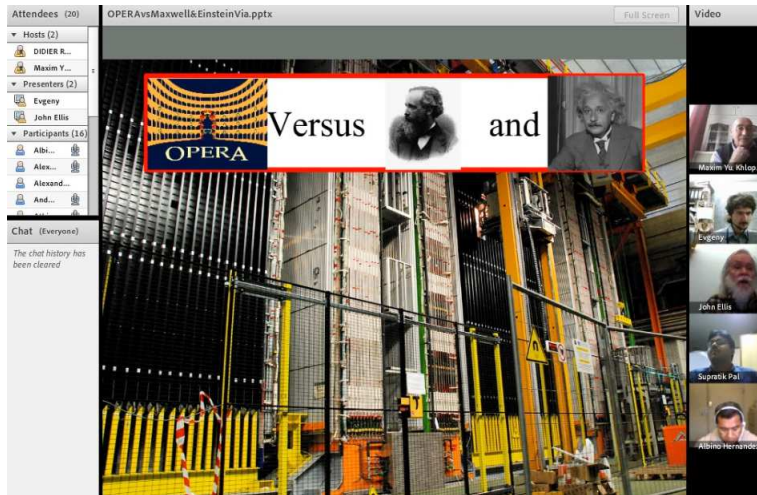 Attendees (20)
Hosts (2)
DIDIER R...
Maxim Y...
Presenters (2)
Evgeny
John Ellis
Participants (16)
Albi...
Alex...
Alexand...
And...
Chat (Everyone)
The chat history has
been cleared
OPERAvsMaxwell&EinsteinVia.pptx
Full Screen
OPERA
Versus
and
Video
Maxim Yu Khlop
Evgeny
John Ellis
Supratik Pal
Albino Hernandez